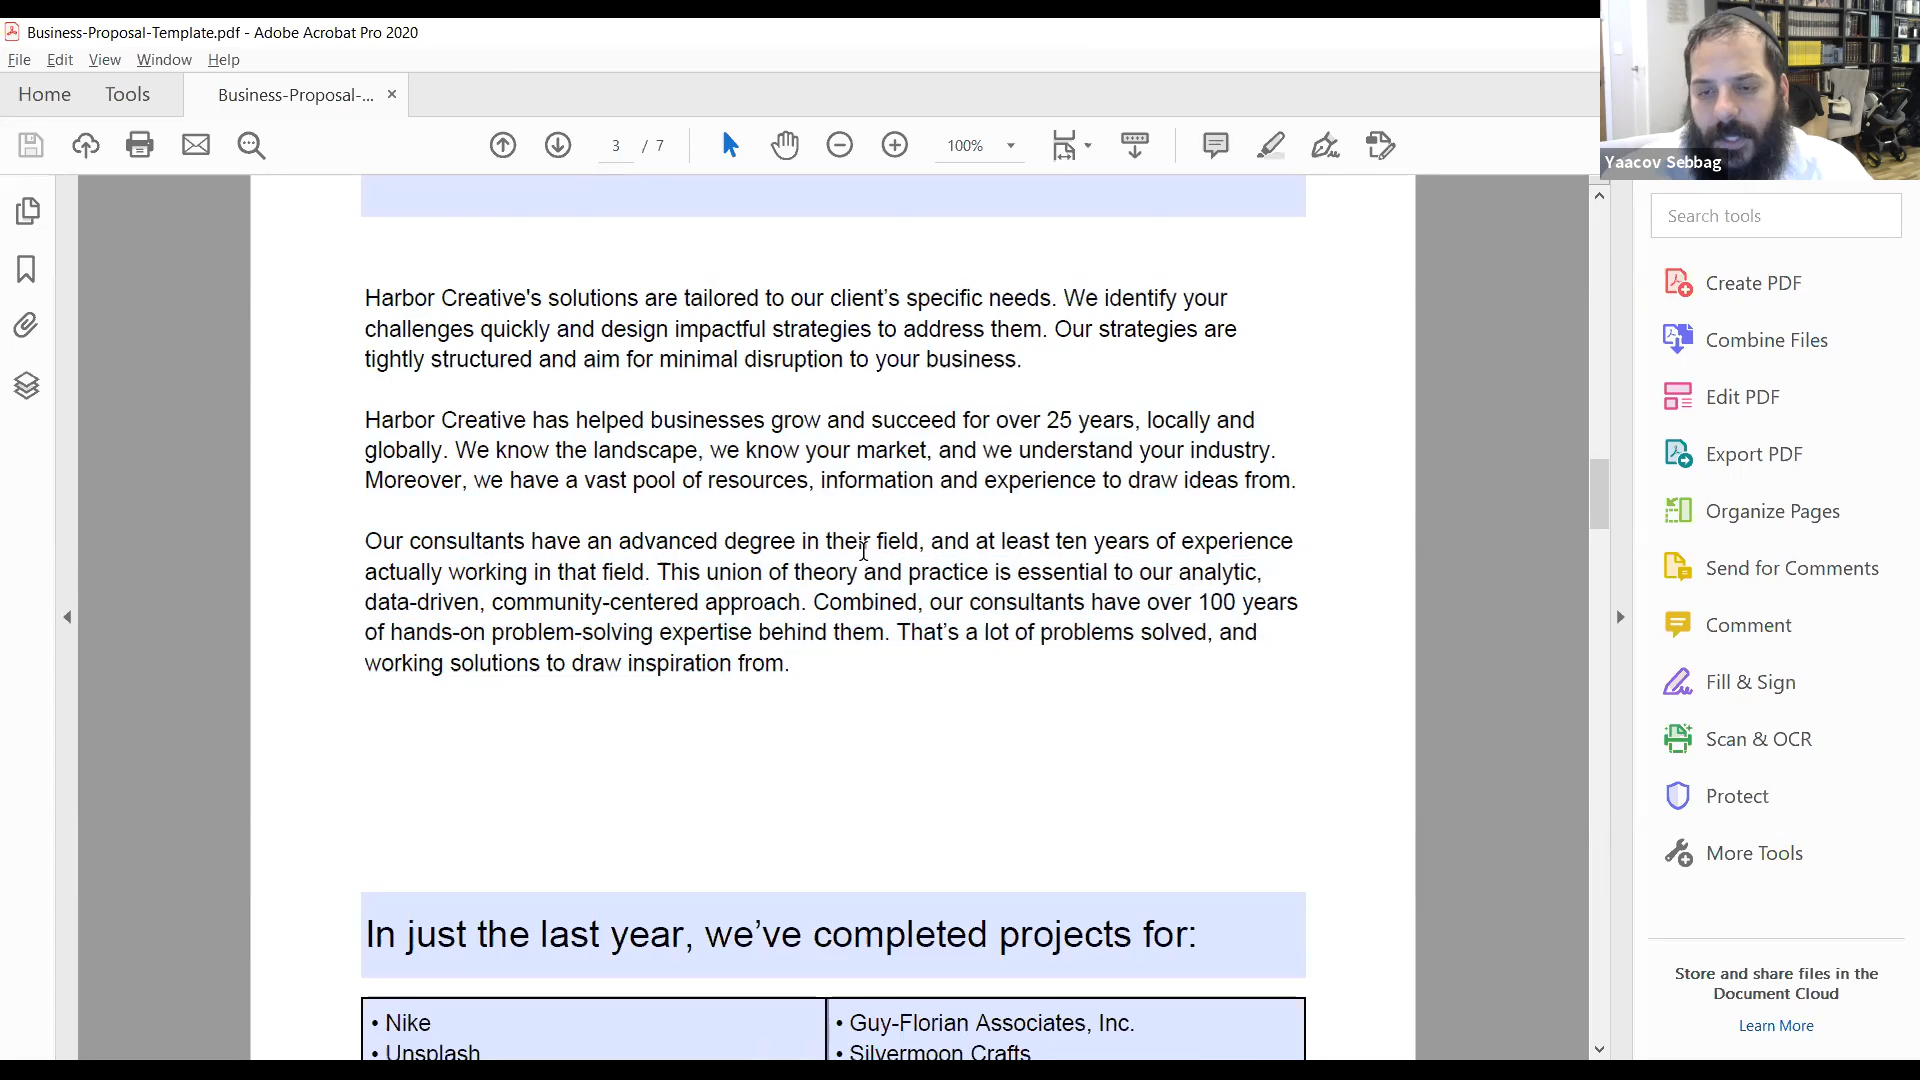 Business-Proposal-Template.pdf - Adobe Acrobat Pro 2020
File Edit View Window Help
Home Tools Business-Proposal-... ×
3 / 7 100%
Yaacov Sebbag
Search tools
Create PDF
Combine Files
Edit PDF
Export PDF
Organize Pages
Send for Comments
Comment
Fill & Sign
Scan & OCR
Protect
More Tools
Store and share files in the
Document Cloud
Learn More
Harbor Creative's solutions are tailored to our client’s specific needs. We identify your
challenges quickly and design impactful strategies to address them. Our strategies are
tightly structured and aim for minimal disruption to your business.
Harbor Creative has helped businesses grow and succeed for over 25 years, locally and
globally. We know the landscape, we know your market, and we understand your industry.
Moreover, we have a vast pool of resources, information and experience to draw ideas from.
Our consultants have an advanced degree in their field, and at least ten years of experience
actually working in that field. This union of theory and practice is essential to our analytic,
data-driven, community-centered approach. Combined, our consultants have over 100 years
of hands-on problem-solving expertise behind them. That’s a lot of problems solved, and
working solutions to draw inspiration from.
In just the last year, we’ve completed projects for:
• Nike
• Unsplash
• Guy-Florian Associates, Inc.
• Silvermoon Crafts